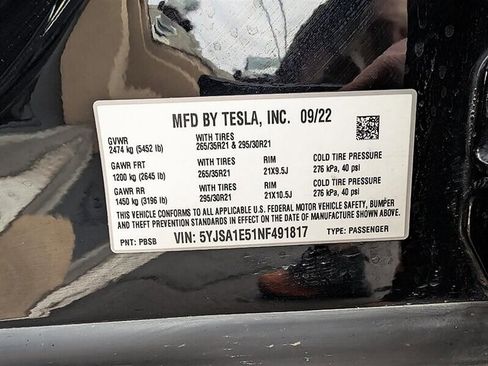 MFD BY TESLA, INC. 09/22
GVWR WITH TIRES
2474 kg (5452 lb) 265/35R21 & 295/30R21
GAWR FRT WITH TIRES RIM COLD TIRE PRESSURE
1200 kg (2645 lb) 265/35R21 21X9.5J 276 kPa, 40 psi
GAWR RR WITH TIRES RIM COLD TIRE PRESSURE
1450 kg (3196 lb) 295/30R21 21X10.5J 276 kPa, 40 psi
THIS VEHICLE CONFORMS TO ALL APPLICABLE U.S. FEDERAL MOTOR VEHICLE SAFETY, BUMPER
AND THEFT PREVENTION STANDARDS IN EFFECT ON THE DATE OF MANUFACTURE SHOWN ABOVE.
PNT: PBSB VIN: 5YJSA1E51NF491817 TYPE: PASSENGER